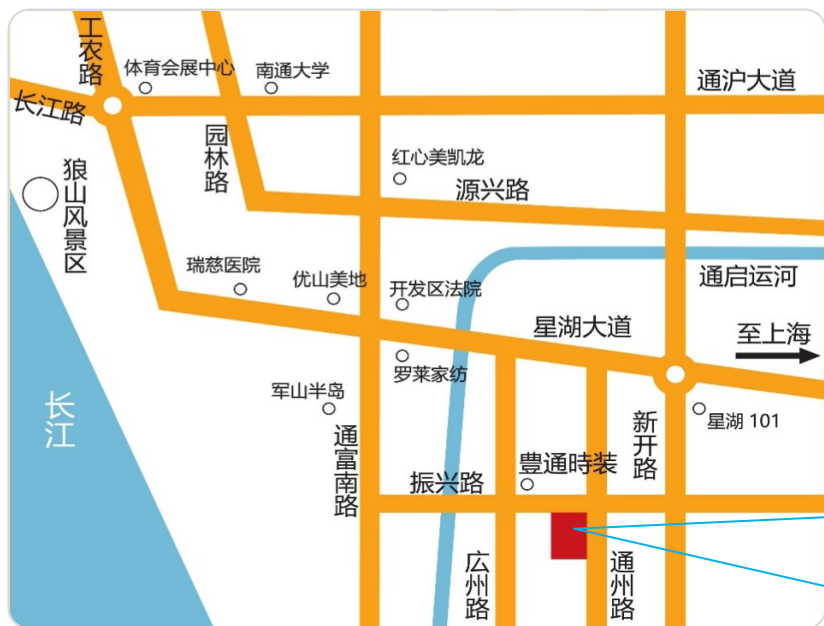 工农路
体育会展中心
南通大学
通沪大道
长江路
园林路
红心美凯龙
源兴路
狼山风景区
瑞慈医院
优山美地
开发区法院
通启运河
星湖大道
至上海
罗莱家纺
长江
军山半岛
通富南路
新开路
星湖 101
豊通時装
振兴路
広州路
通州路